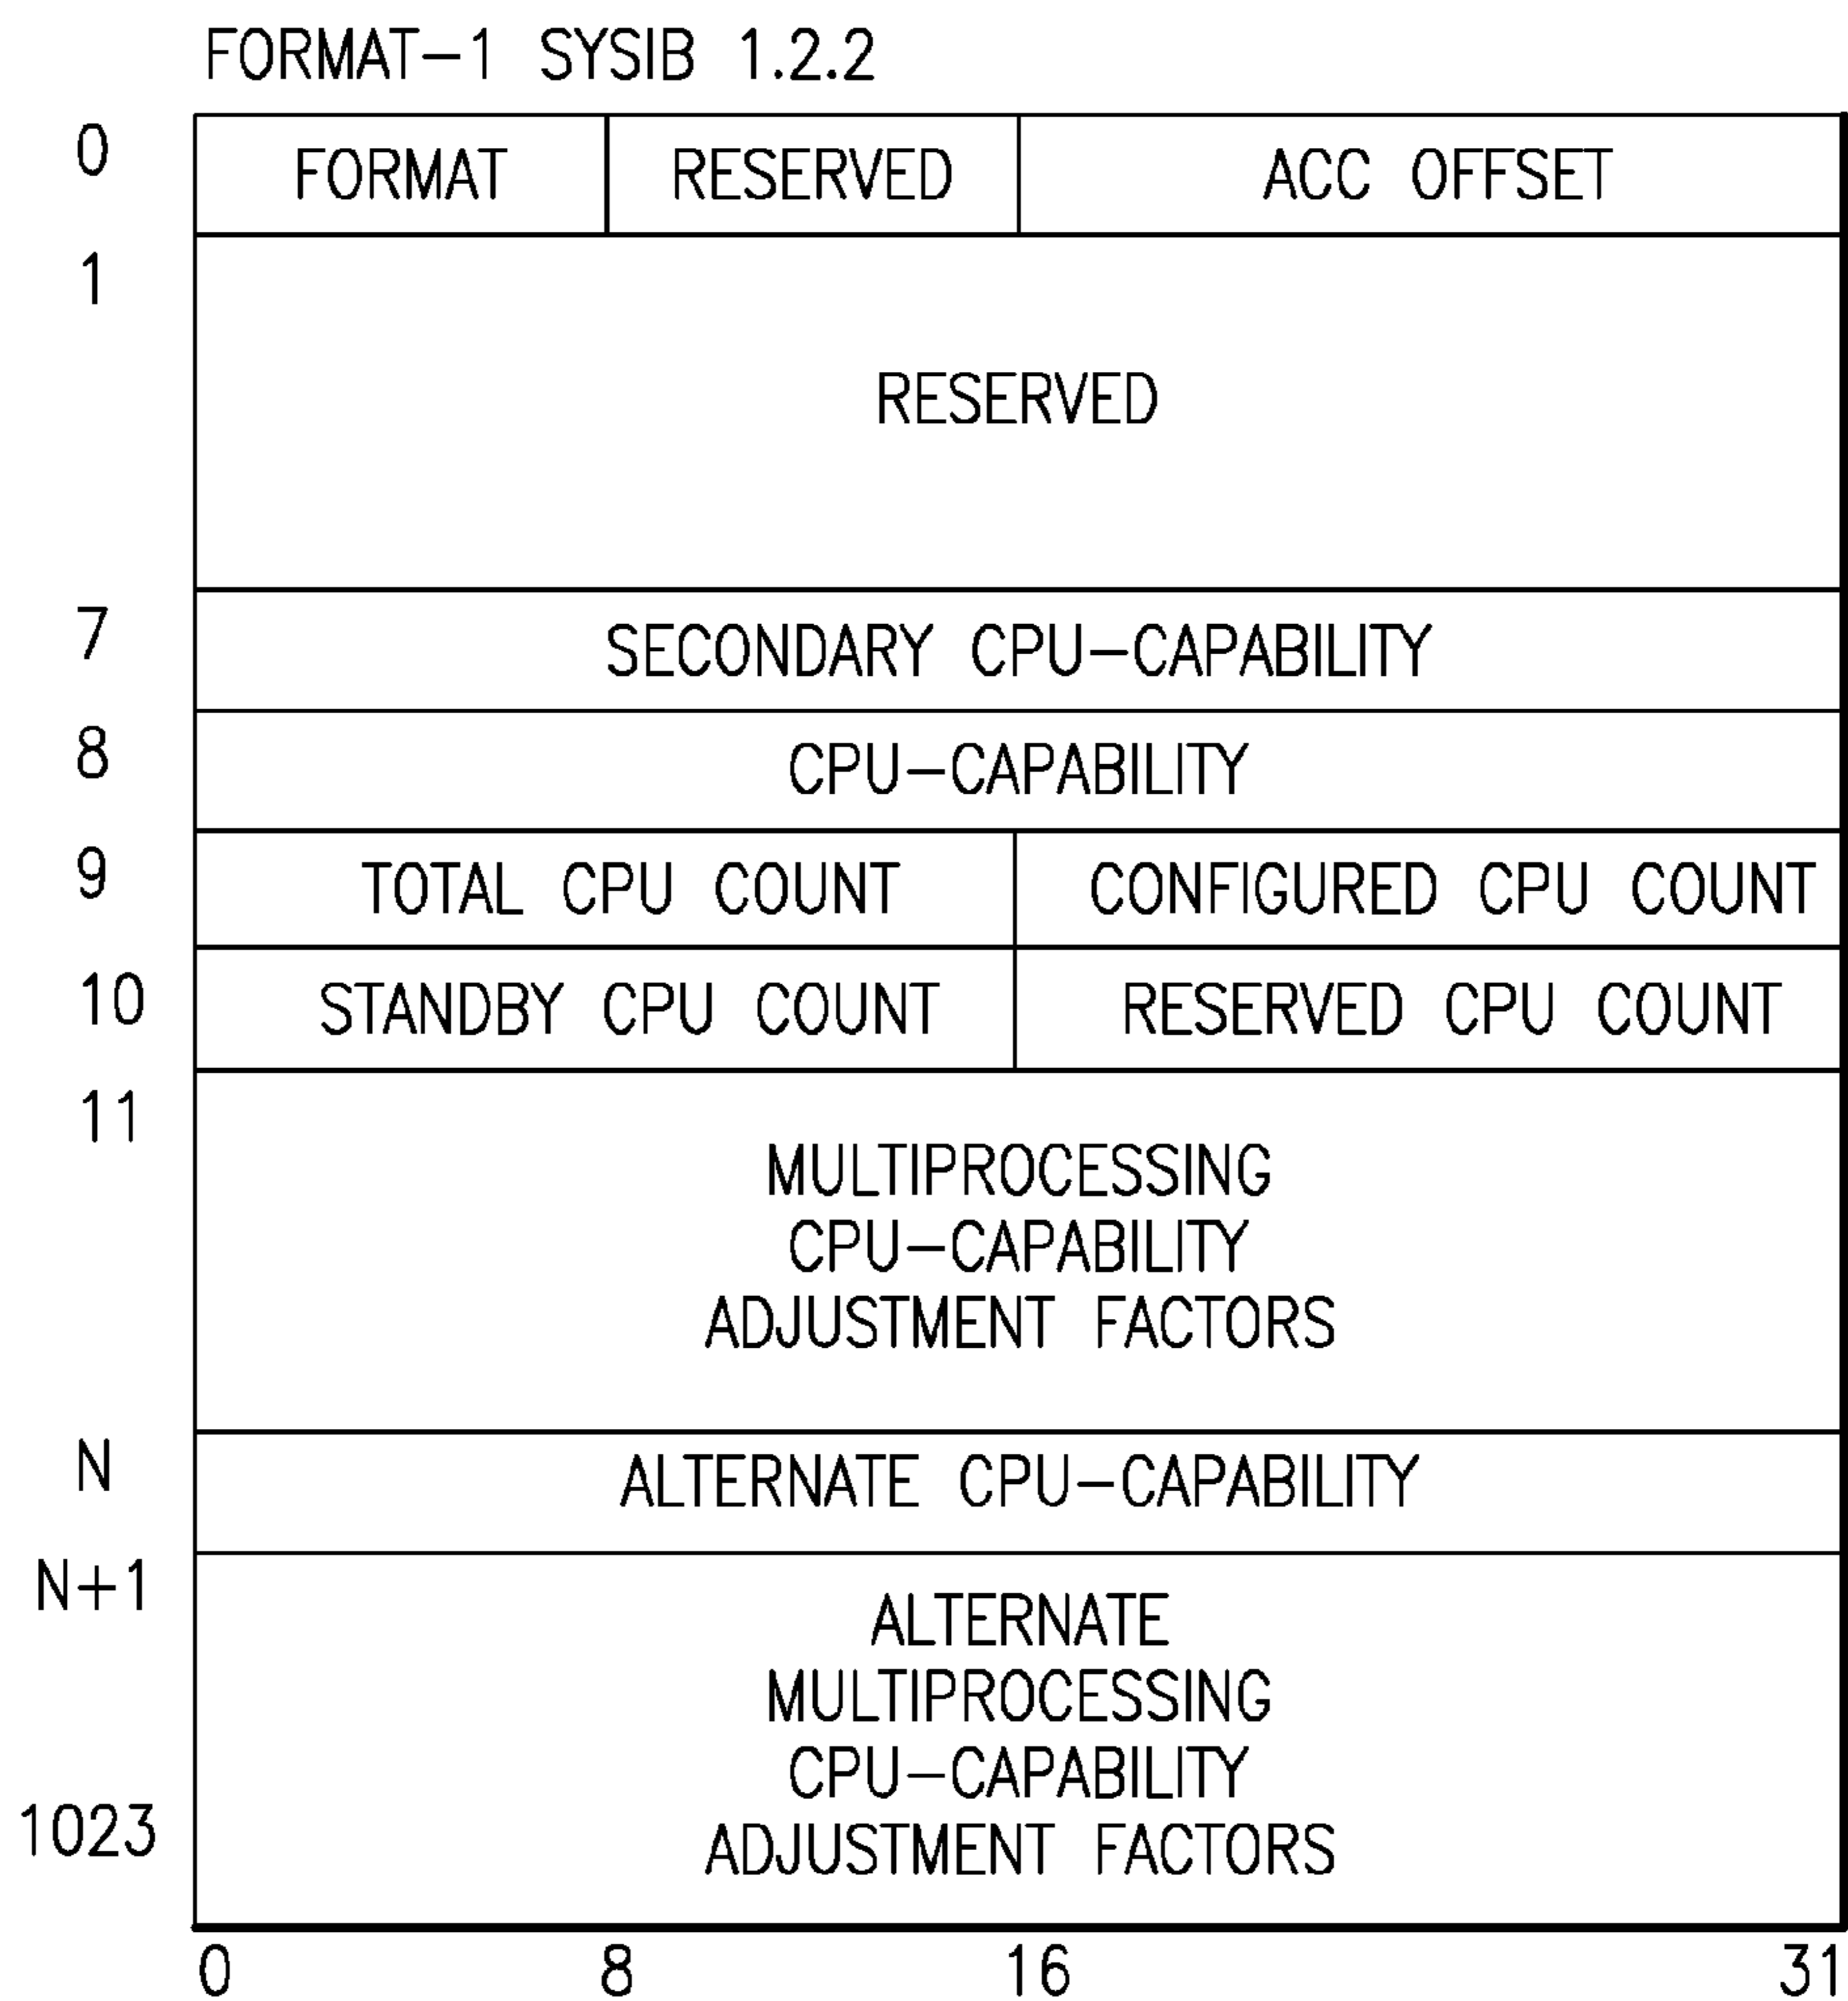 FORMAT-1 SYSIB 1.2.2
0 FORMAT RESERVED ACC OFFSET
1
RESERVED
7 SECONDARY CPU-CAPABILITY
8 CPU-CAPABILITY
9 TOTAL CPU COUNT CONFIGURED CPU COUNT
10 STANDBY CPU COUNT RESERVED CPU COUNT
11
MULTIPROCESSING
CPU-CAPABILITY
ADJUSTMENT FACTORS
N ALTERNATE CPU-CAPABILITY
N+1
ALTERNATE
MULTIPROCESSING
CPU-CAPABILITY
1023 ADJUSTMENT FACTORS
0 8 16 31